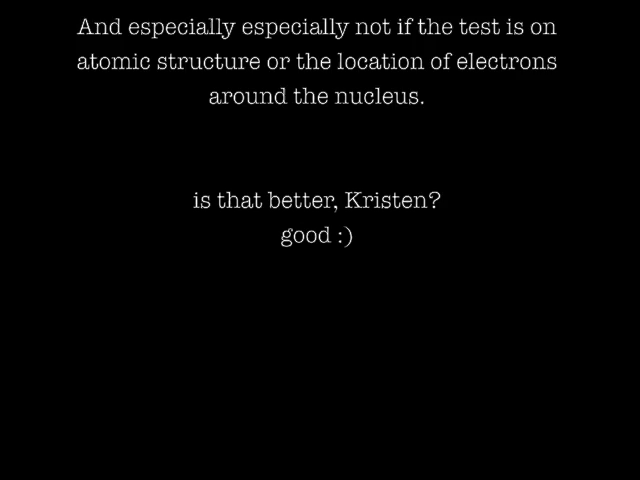 And especially especially not if the test is on
atomic structure or the location of electrons
around the nucleus.
is that better, Kristen?
good :)